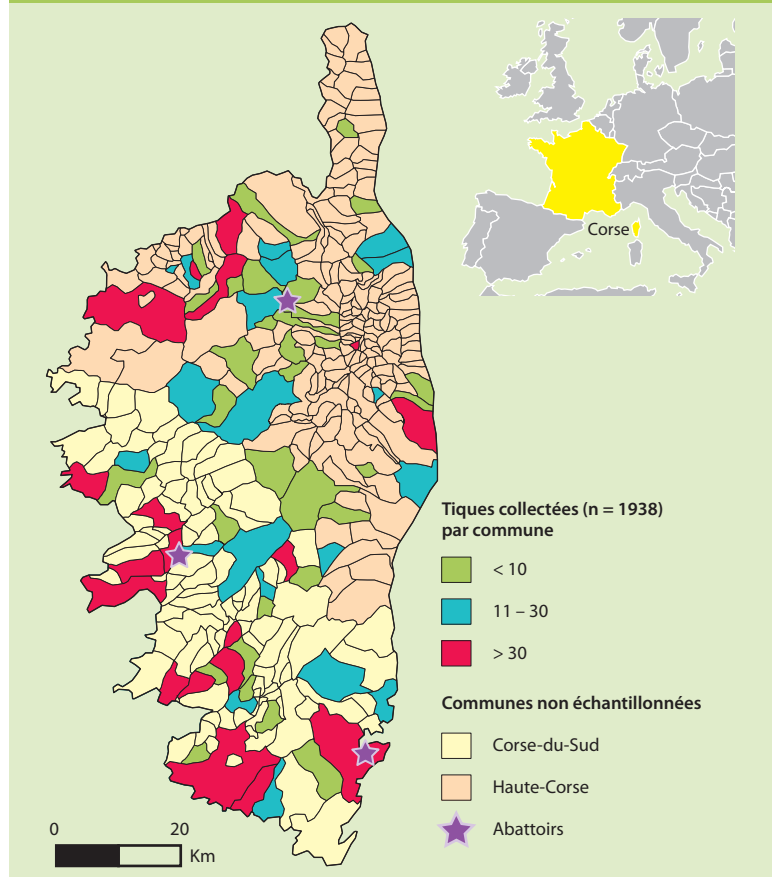 Corse
Tiques collectées (n = 1938)
par commune
< 10
11 – 30
> 30
Communes non échantillonnées
Corse-du-Sud
Haute-Corse
Abattoirs
0 20
Km